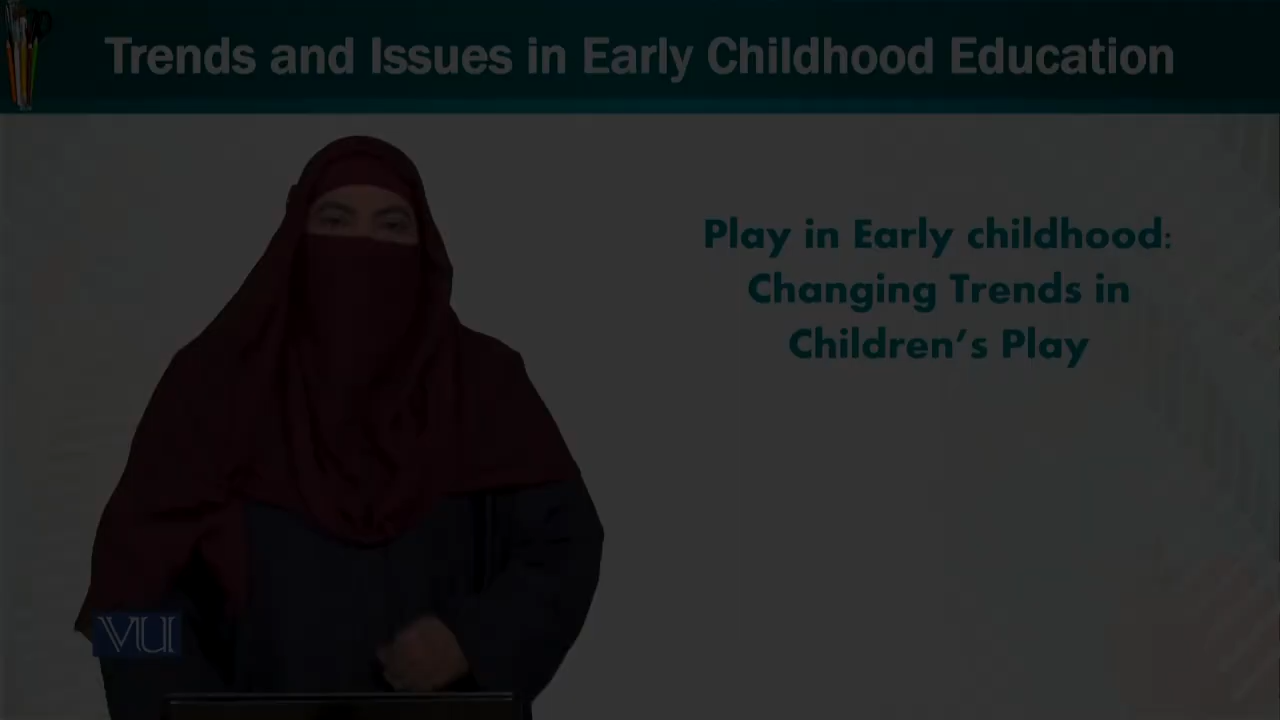 Trends and Issues in Early Childhood Education
Play in Early childhood:
Changing Trends in
Children's Play
VU